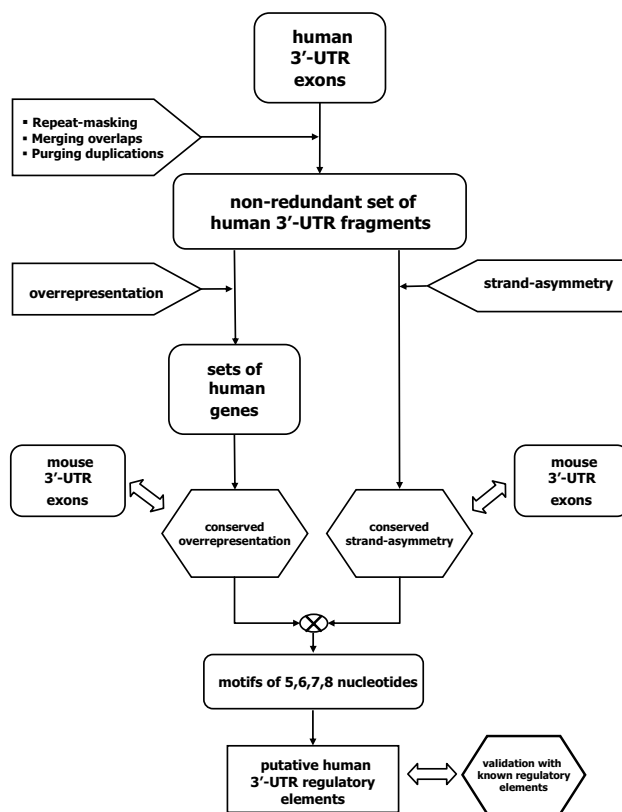 human
3′-UTR
exons
▪ Repeat-masking
▪ Merging overlaps
▪ Purging duplications
non-redundant set of
human 3′-UTR fragments
overrepresentation
strand-asymmetry
sets of
human
genes
mouse
3′-UTR
exons
mouse
3′-UTR
exons
conserved
overrepresentation
conserved
strand-asymmetry
motifs of 5,6,7,8 nucleotides
putative human
3′-UTR regulatory
elements
validation with
known regulatory
elements